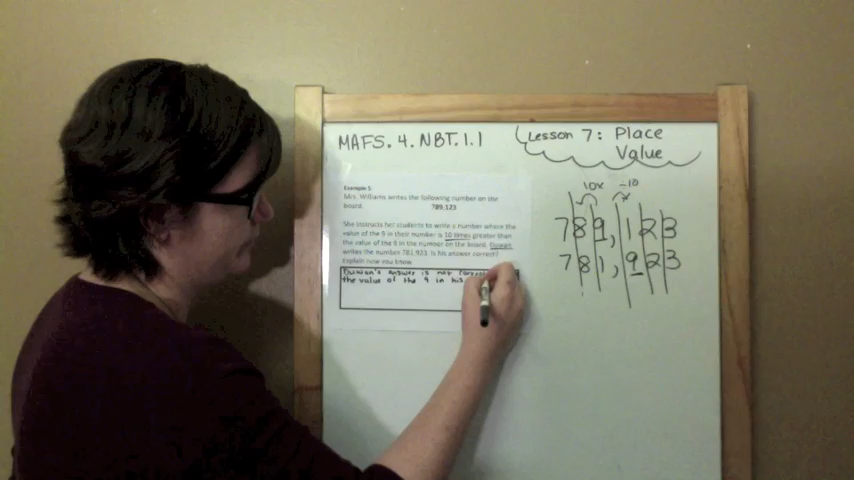 MAFS. 4. NBT. 1.1
Lesson 7: Place
Value
Example 1:
Mrs. Williams writes the following number on the
board.
789,123
She instructs her students to write a number where the
value of the 9 in their number is 10 times greater than
the value of the 9 in the number on the board.
writes the number 781,923. Is his answer correct?
Explain how you know.
answer is not
the value of the 9 in his
10x ÷10
789,123
781,923